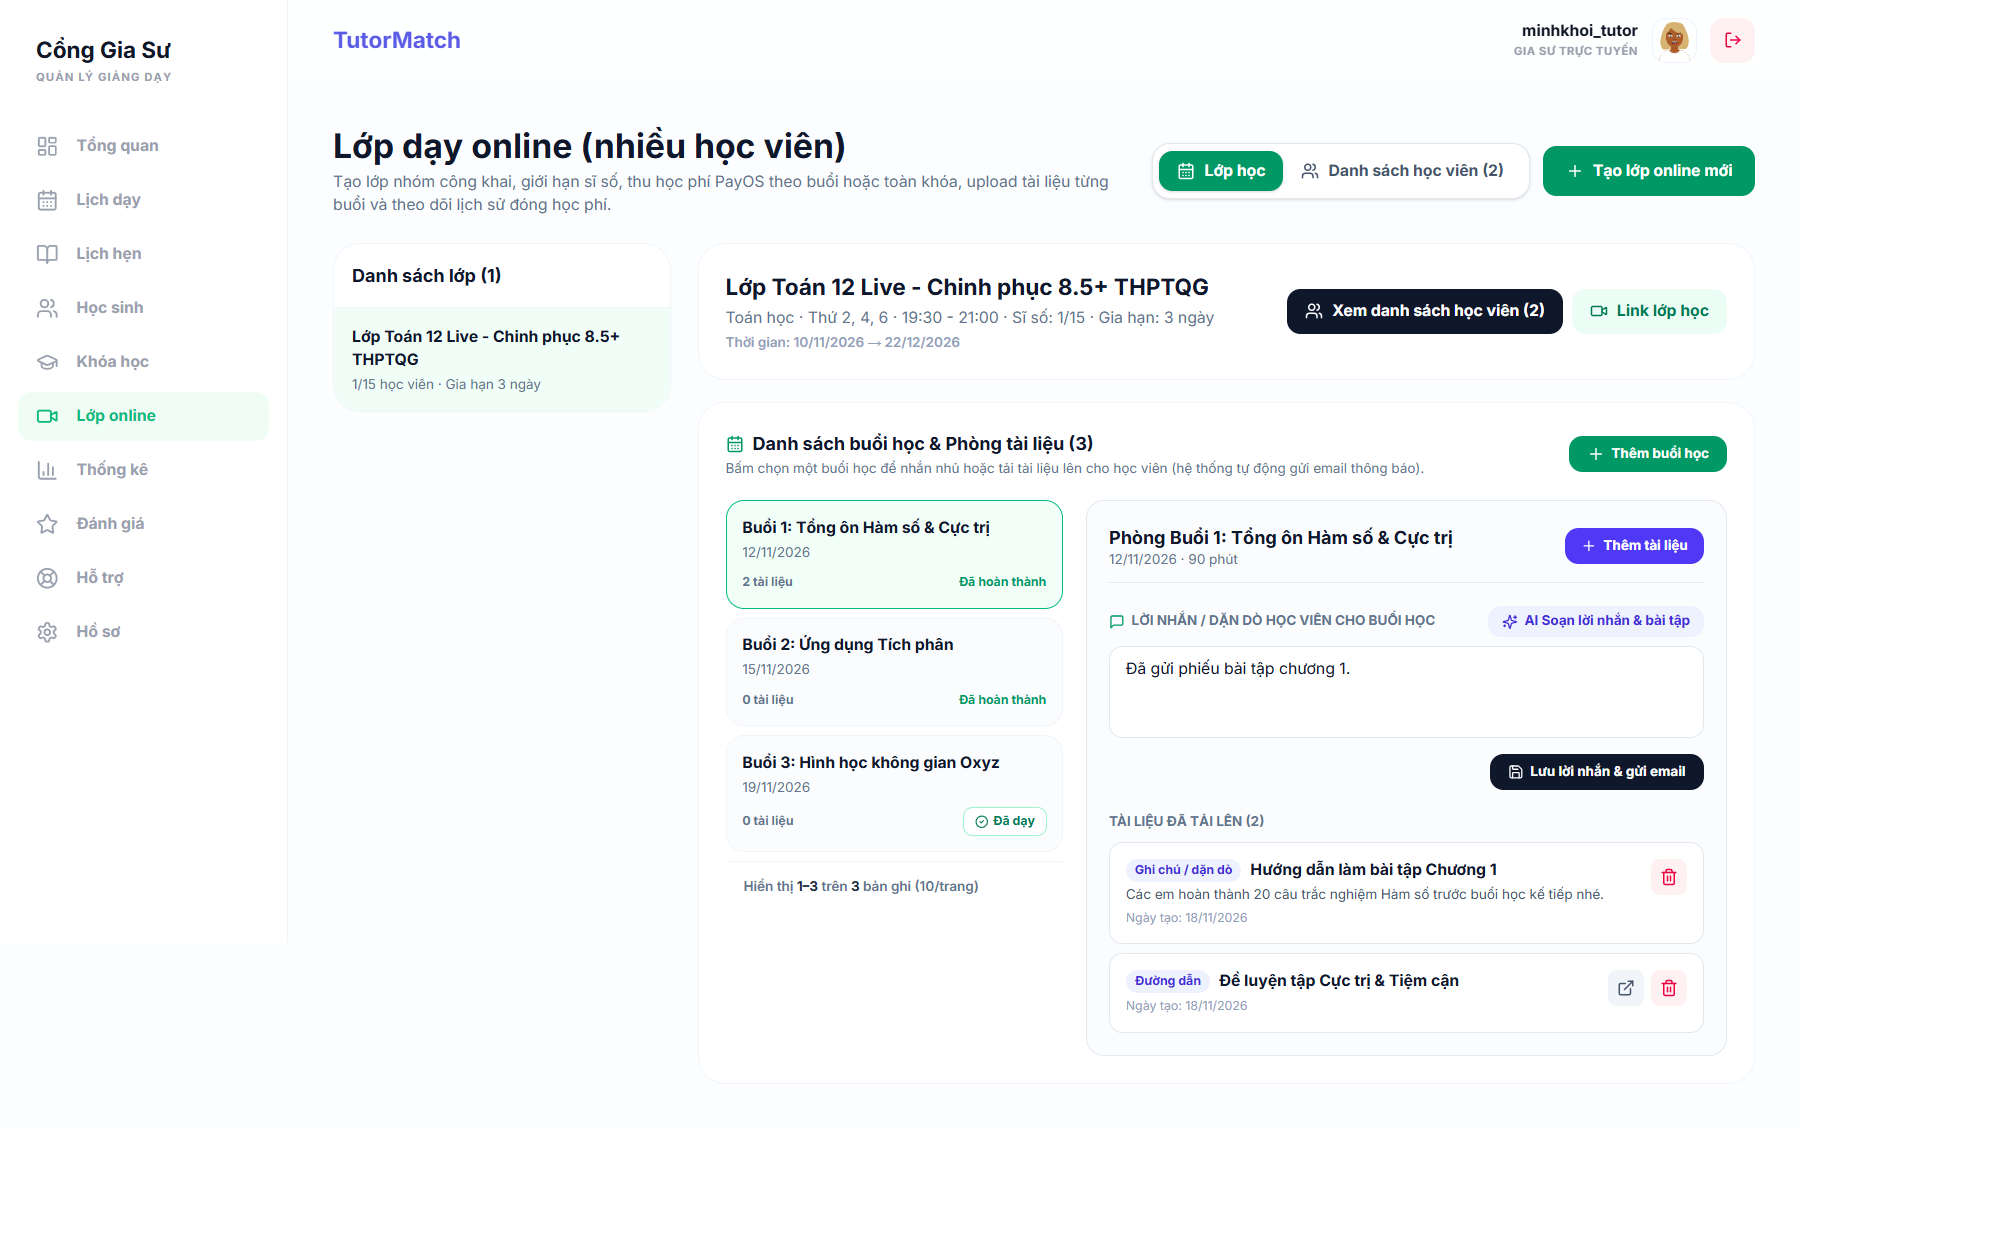 Cổng Gia Sư
QUẢN LÝ GIẢNG DẠY
Tổng quan
Lịch dạy
Lịch hẹn
Học sinh
Khóa học
Lớp online
Thống kê
Đánh giá
Hỗ trợ
Hồ sơ
TutorMatch
minhkhoi_tutor
GIA SƯ TRỰC TUYẾN
Lớp dạy online (nhiều học viên)
Tạo lớp nhóm công khai, giới hạn sĩ số, thu học phí PayOS theo buổi hoặc toàn khóa, upload tài liệu từng
buổi và theo dõi lịch sử đóng học phí.
Lớp học
Danh sách học viên (2)
Tạo lớp online mới
Danh sách lớp (1)
Lớp Toán 12 Live - Chinh phục 8.5+
THPTQG
1/15 học viên · Gia hạn 3 ngày
Lớp Toán 12 Live - Chinh phục 8.5+ THPTQG
Toán học · Thứ 2, 4, 6 · 19:30 - 21:00 · Sĩ số: 1/15 · Gia hạn: 3 ngày
Thời gian: 10/11/2026 → 22/12/2026
Xem danh sách học viên (2)
Link lớp học
Danh sách buổi học & Phòng tài liệu (3)
Bấm chọn một buổi học để nhắn nhủ hoặc tải tài liệu lên cho học viên (hệ thống tự động gửi email thông báo).
Thêm buổi học
Buổi 1: Tổng ôn Hàm số & Cực trị
12/11/2026
2 tài liệu
Đã hoàn thành
Buổi 2: Ứng dụng Tích phân
15/11/2026
0 tài liệu
Đã hoàn thành
Buổi 3: Hình học không gian Oxyz
19/11/2026
0 tài liệu
Đã dạy
Hiển thị 1–3 trên 3 bản ghi (10/trang)
Phòng Buổi 1: Tổng ôn Hàm số & Cực trị
12/11/2026 · 90 phút
Thêm tài liệu
LỜI NHẮN / DẶN DÒ HỌC VIÊN CHO BUỔI HỌC
AI Soạn lời nhắn & bài tập
Đã gửi phiếu bài tập chương 1.
Lưu lời nhắn & gửi email
TÀI LIỆU ĐÃ TẢI LÊN (2)
Ghi chú / dặn dò
Hướng dẫn làm bài tập Chương 1
Các em hoàn thành 20 câu trắc nghiệm Hàm số trước buổi học kế tiếp nhé.
Ngày tạo: 18/11/2026
Đường dẫn
Đề luyện tập Cực trị & Tiệm cận
Ngày tạo: 18/11/2026